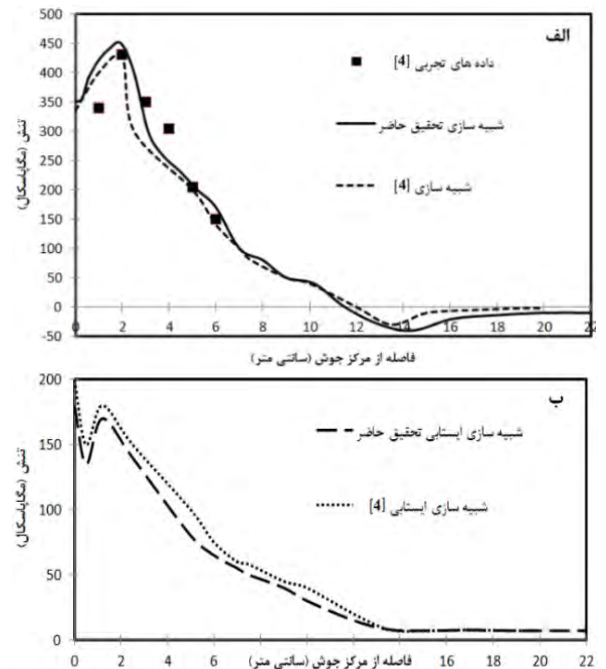 الف
500
450
400
350
300
250
200
150
100
50
0
-50
تنش (مگاپاسکال)
داده های تجربی [4]
شبیه سازی تحقیق حاضر
شبیه سازی [4]
0 2 4 6 8 10 12 14 16 18 20 22
فاصله از مرکز جوش (سانتی متر)
ب
200
150
100
50
0
تنش (مگاپاسکال)
شبیه سازی ایستابی تحقیق حاضر
شبیه سازی ایستابی [4]
0 2 4 6 8 10 12 14 16 18 20 22
فاصله از مرکز جوش (سانتی متر)